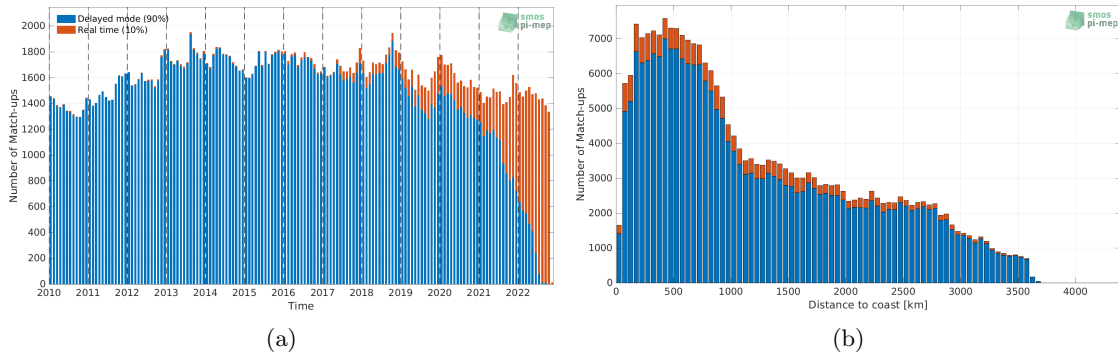 Delayed mode (90%)
Real time (10%)
smos
pi-mep
2000
1800
1600
1400
1200
1000
800
600
400
200
0
Number of Match-ups
2010 2011 2012 2013 2014 2015 2016 2017 2018 2019 2020 2021 2022
Time
(a)
smos
pi-mep
7000
6000
5000
4000
3000
2000
1000
0
Number of Match-ups
0 500 1000 1500 2000 2500 3000 3500 4000
Distance to coast [km]
(b)